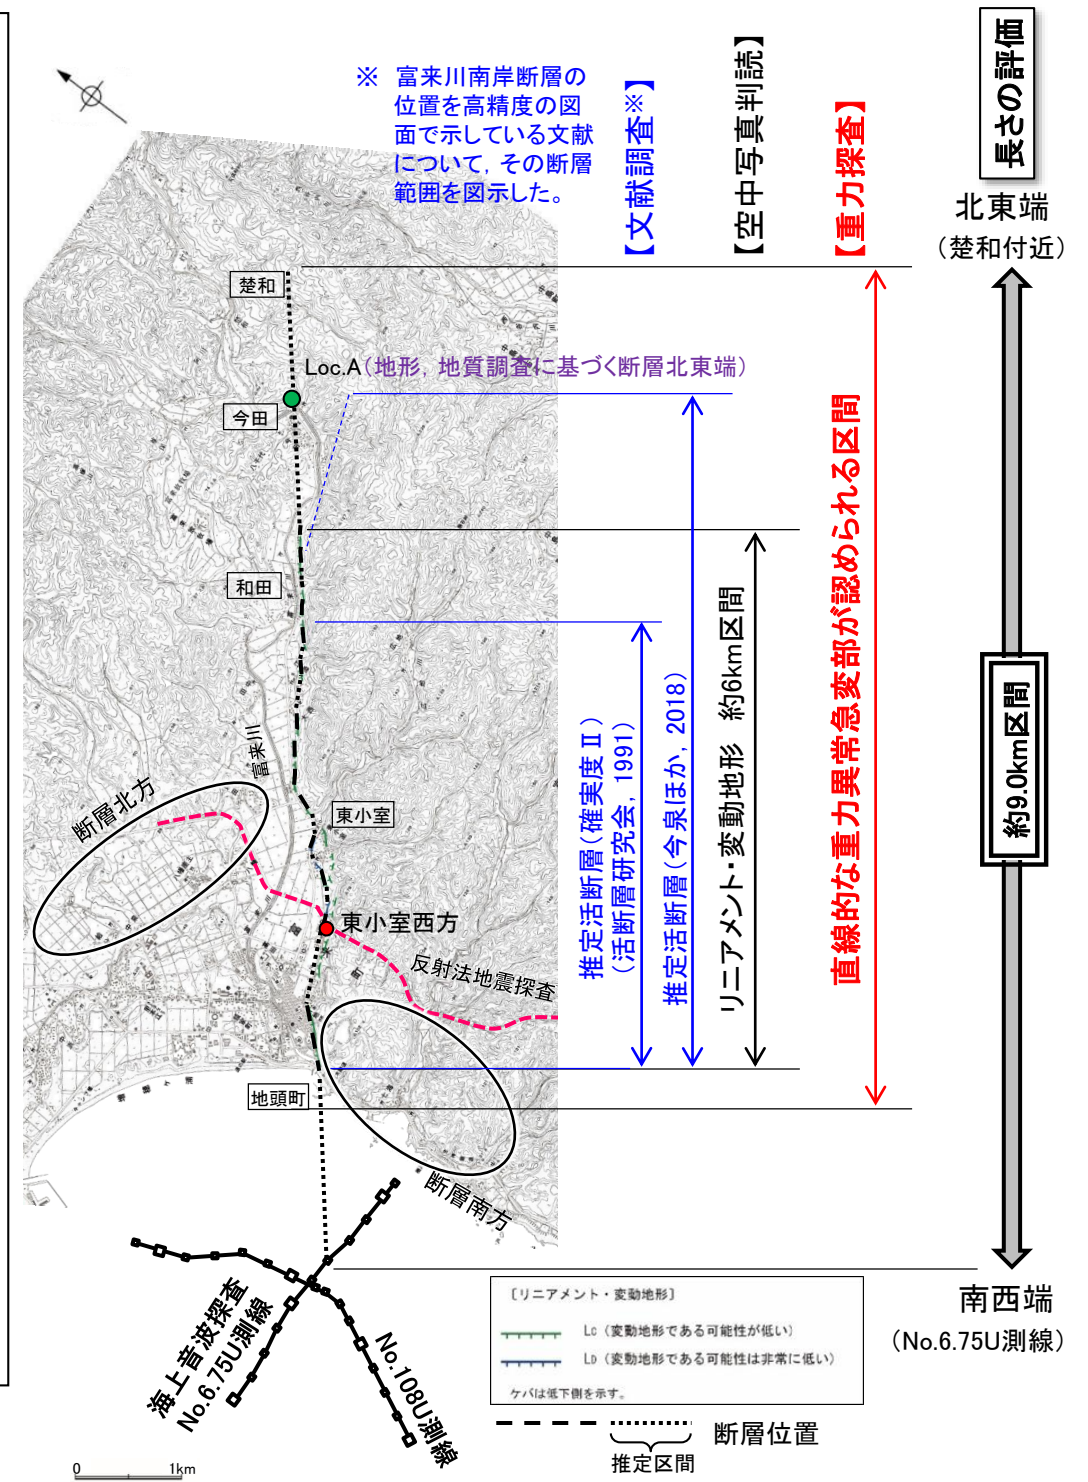 ※ 富来川南岸断層の
位置を高精度の図
面で示している文献
について, その断層
範囲を図示した。
【文献調査※】
【空中写真判読】
【重力探査】
長さの評価
北東端
(楚和付近)
楚和
Loc.A(地形, 地質調査に基づく断層北東端)
今田
和田
富来川
断層北方
東小室
東小室西方
反射法地震探査
地頭町
断層南方
推定活断層(確実度Ⅱ)
(活断層研究会, 1991)
推定活断層(今泉ほか, 2018)
リニアメント・変動地形 約6km区間
直線的な重力異常急変部が認められる区間
約9.0km区間
南西端
(No.6.75U測線)
海上音波探査
No.6.75U測線
No.108U測線
〔リニアメント・変動地形〕
LC (変動地形である可能性が低い)
LD (変動地形である可能性は非常に低い)
ケバは低下側を示す。
断層位置
推定区間
0 1km